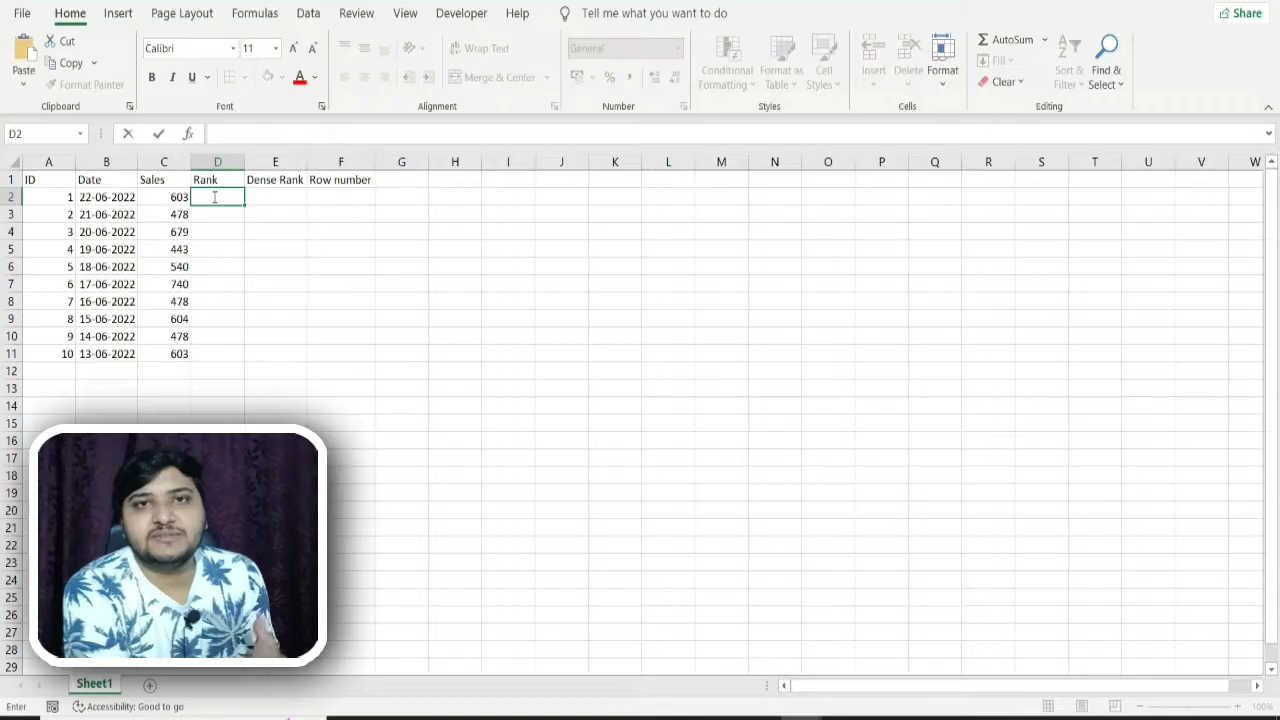 File Home Insert Page Layout Formulas Data Review View Developer Help Tell me what you want to do Share
Cut
Copy
Format Painter
Paste
Clipboard
Calibri 11 A A
B I U A
Font
Wrap Text
Merge & Center
Alignment
General
%
Number
Conditional Formatting
Format as Table
Cell Styles
Styles
Insert Delete Format
Cells
AutoSum
Fill
Clear
Sort & Filter
Find & Select
Editing
D2 fx
A B C D E F G H I J K L M N O P Q R S T U V W
1 ID Date Sales Rank Dense Rank Row number
2 1 22-06-2022 603
3 2 21-06-2022 478
4 3 20-06-2022 679
5 4 19-06-2022 443
6 5 18-06-2022 540
7 6 17-06-2022 740
8 7 16-06-2022 478
9 8 15-06-2022 604
10 9 14-06-2022 478
11 10 13-06-2022 603
12
13
14
15
16
17
18
19
20
21
22
23
24
25
26
27
28
29
Sheet1
Enter Accessibility: Good to go 100%